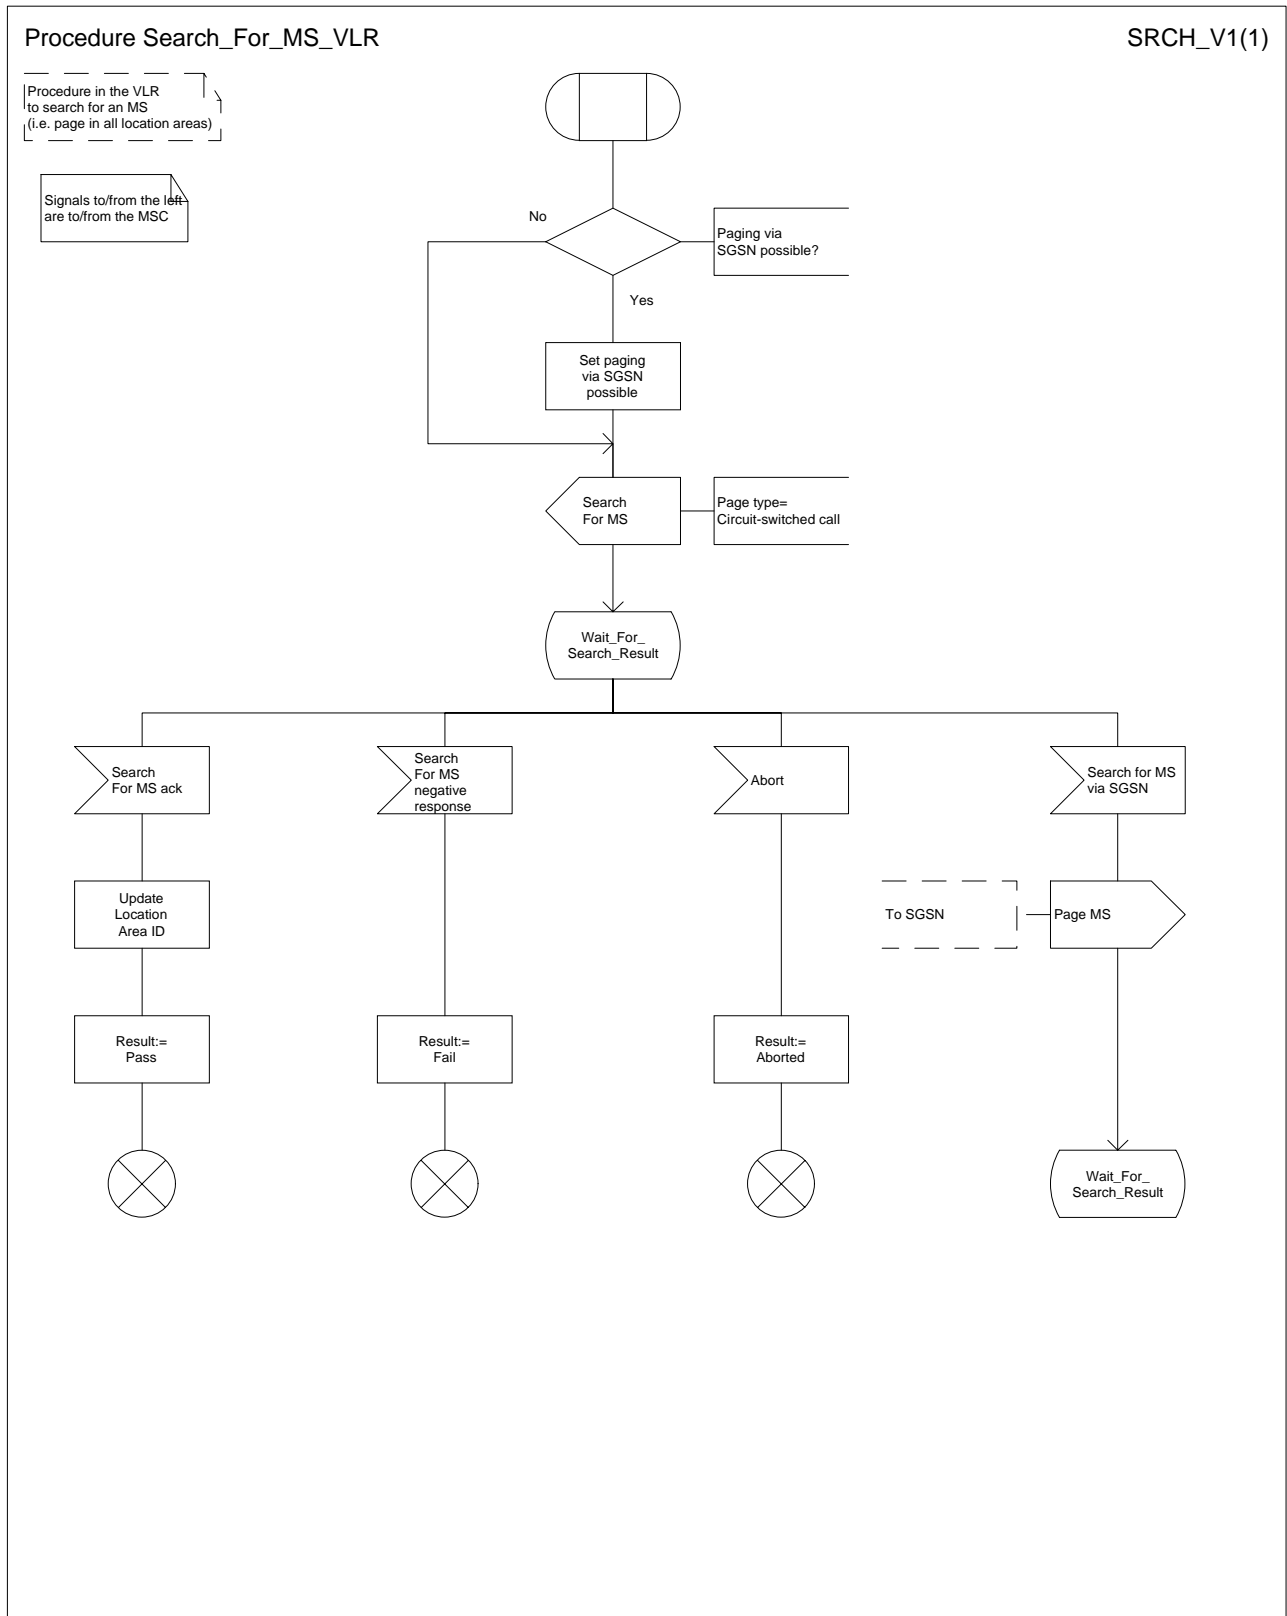 Procedure Search_For_MS_VLR
SRCH_V1(1)
Procedure in the VLR
to search for an MS
(i.e. page in all location areas)
Signals to/from the left
are to/from the MSC
No
Paging via
SGSN possible?
Yes
Set paging
via SGSN
possible
Search
For MS
Page type=
Circuit-switched call
Wait_For_
Search_Result
Search
For MS ack
Search
For MS
negative
response
Abort
Search for MS
via SGSN
Update
Location
Area ID
To SGSN
Page MS
Result:=
Pass
Result:=
Fail
Result:=
Aborted
Wait_For_
Search_Result